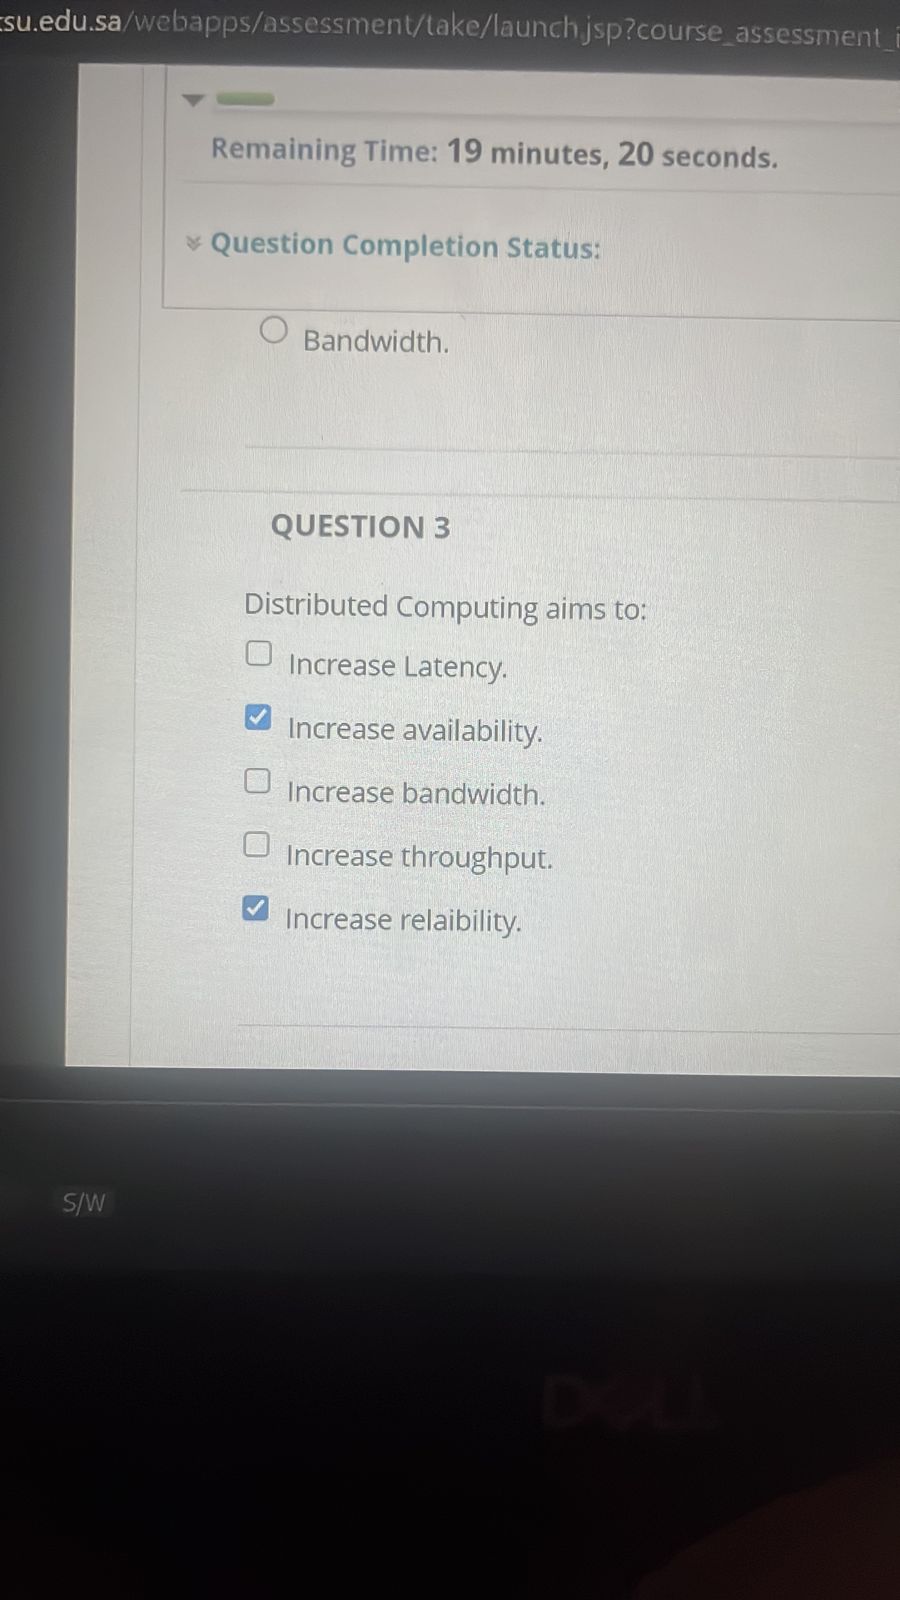 su.edu.sa/webapps/assessment/take/launch.jsp?course_assessment_i
Remaining Time: 19 minutes, 20 seconds.
Question Completion Status:
Bandwidth.
QUESTION 3
Distributed Computing aims to:
Increase Latency.
Increase availability.
Increase bandwidth.
Increase throughput.
Increase relaibility.
S/W
DELL